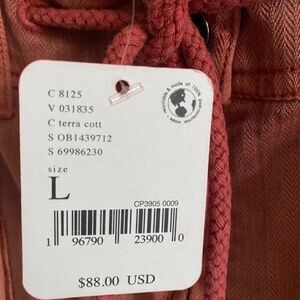 C 8125
V 031835
C terra cott
S OB1439712
S 69986230
size
L
CP3905 0009
1 96790 23900 0
$88.00 USD